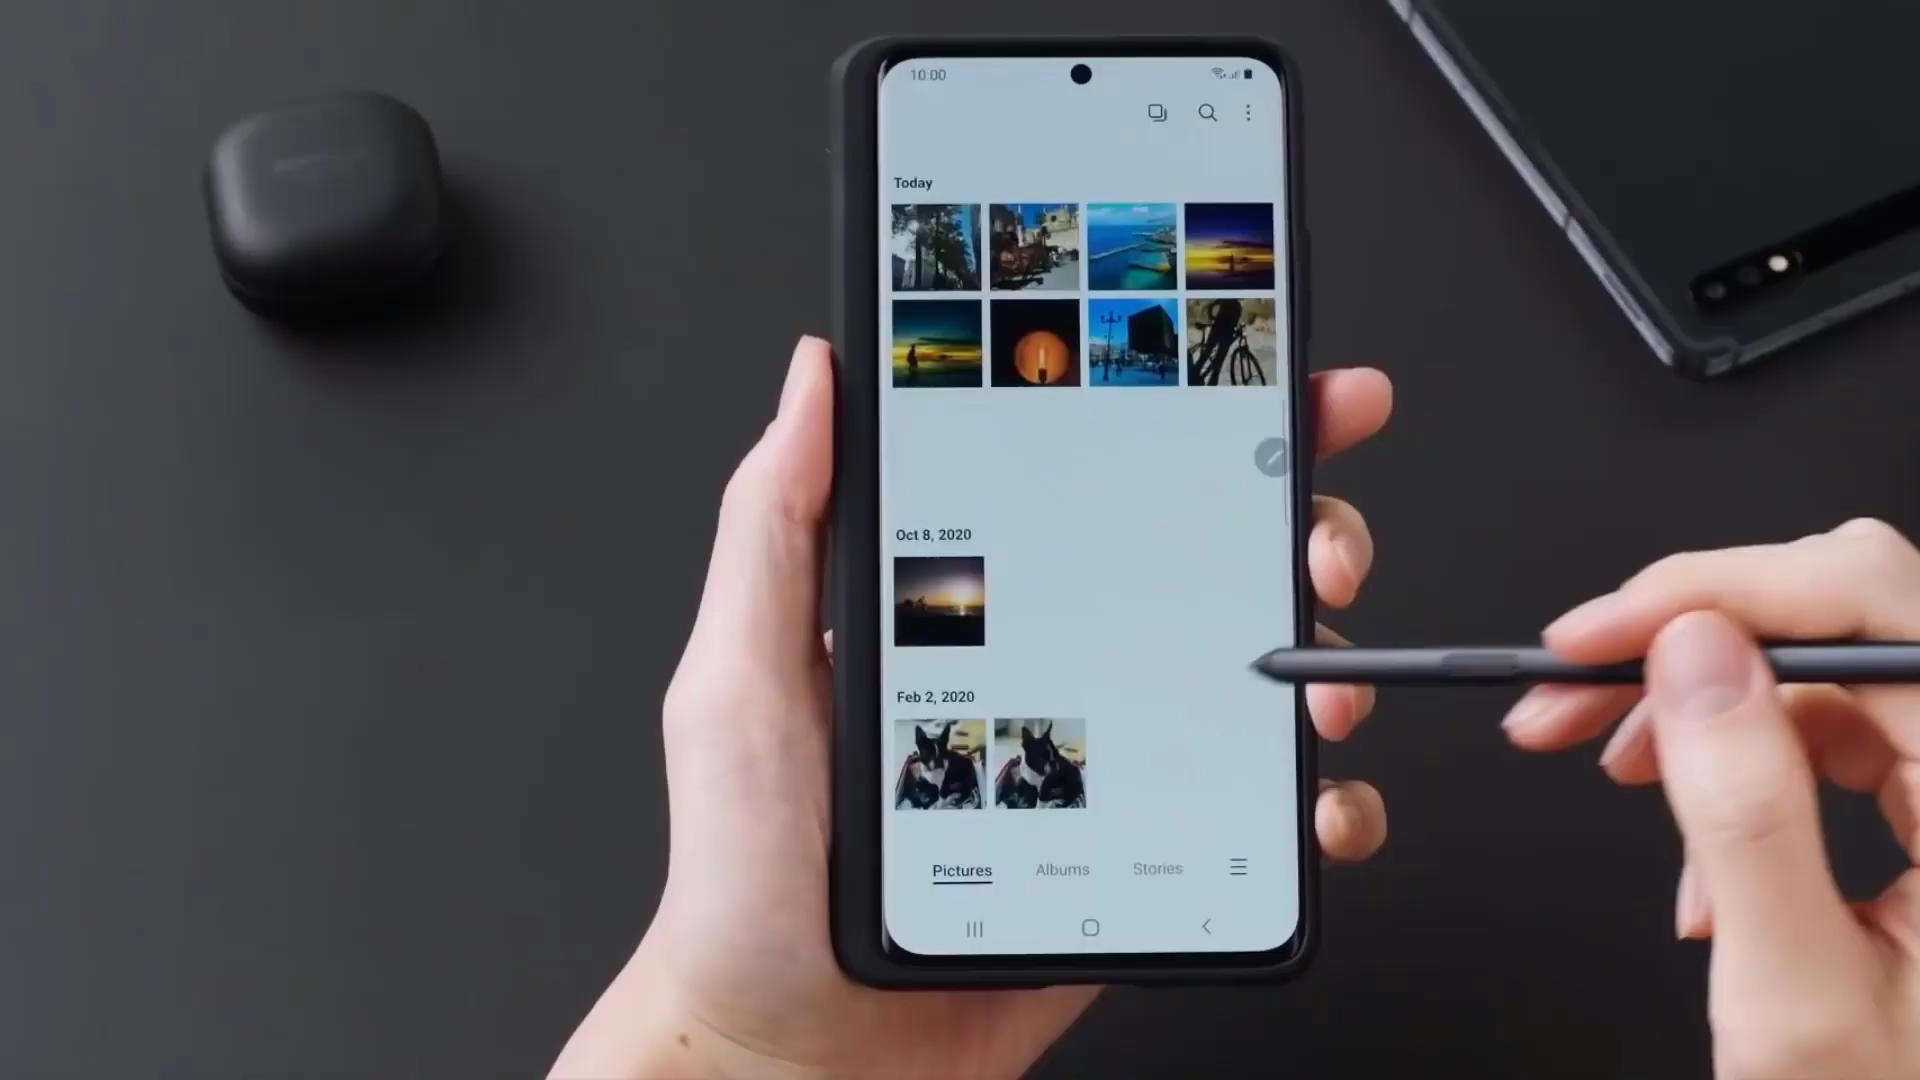 10:00
Today
Oct 8, 2020
Feb 2, 2020
Pictures Albums Stories